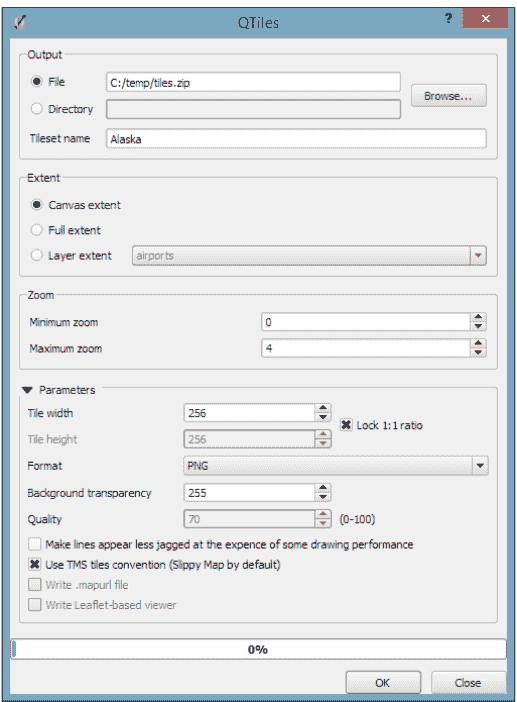 QTiles
?
Output
File C:/temp/tiles.zip
Browse...
Directory
Tileset name Alaska
Extent
Canvas extent
Full extent
Layer extent airports
Zoom
Minimum zoom 0
Maximum zoom 4
Parameters
Tile width 256
Lock 1:1 ratio
Tile height 256
Format PNG
Background transparency 255
Quality 70 (0-100)
Make lines appear less jagged at the expence of some drawing performance
Use TMS tiles convention (Slippy Map by default)
Write .mapurl file
Write Leaflet-based viewer
0%
OK Close